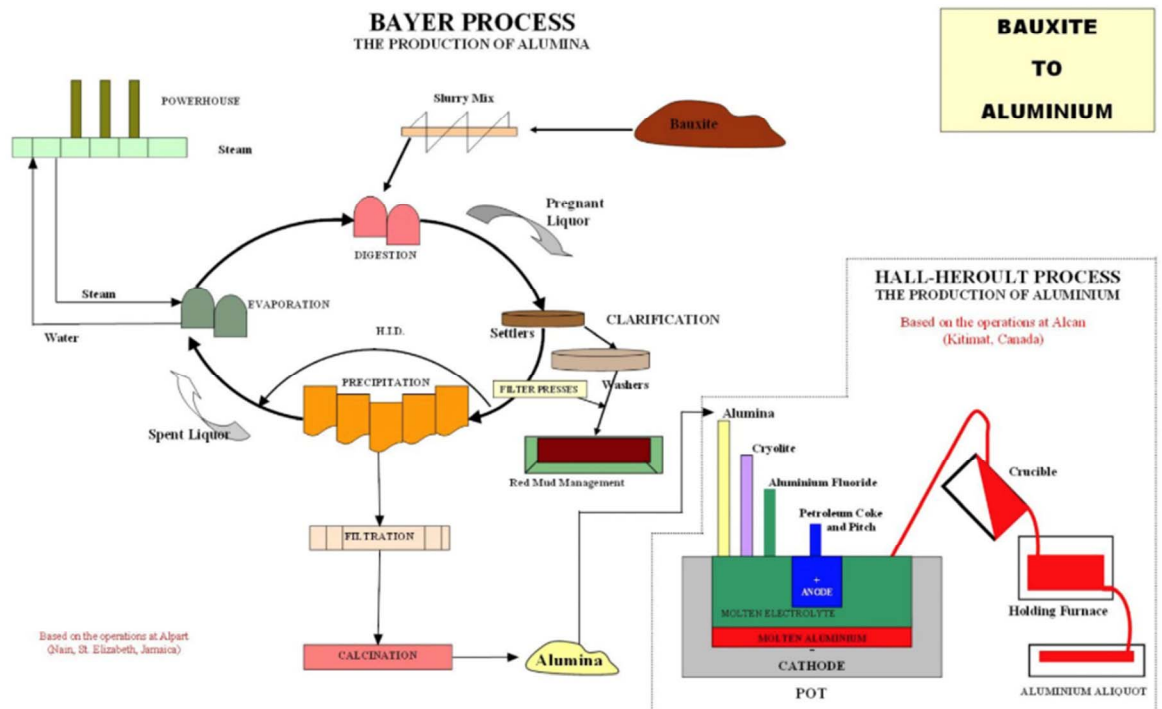 BAYER PROCESS
THE PRODUCTION OF ALUMINA
BAUXITE
TO
ALUMINIUM
POWERHOUSE
Steam
Slurry Mix
Bauxite
Pregnant
Liquor
DIGESTION
Steam
EVAPORATION
Water
H.I.D.
Settlers
CLARIFICATION
PRECIPITATION
FILTER PRESSES
Washers
Spent Liquor
Red Mud Management
FILTRATION
CALCINATION
Alumina
Based on the operations at Alpart
(Nain, St. Elizabeth, Jamaica)
HALL-HEROULT PROCESS
THE PRODUCTION OF ALUMINIUM
Based on the operations at Alcan
(Kitimat, Canada)
Alumina
Cryolite
Aluminium Fluoride
Petroleum Coke
and Pitch
Crucible
+
ANODE
MOLTEN ELECTROLYTE
MOLTEN ALUMINIUM
-
CATHODE
POT
Holding Furnace
ALUMINIUM ALIQUOT